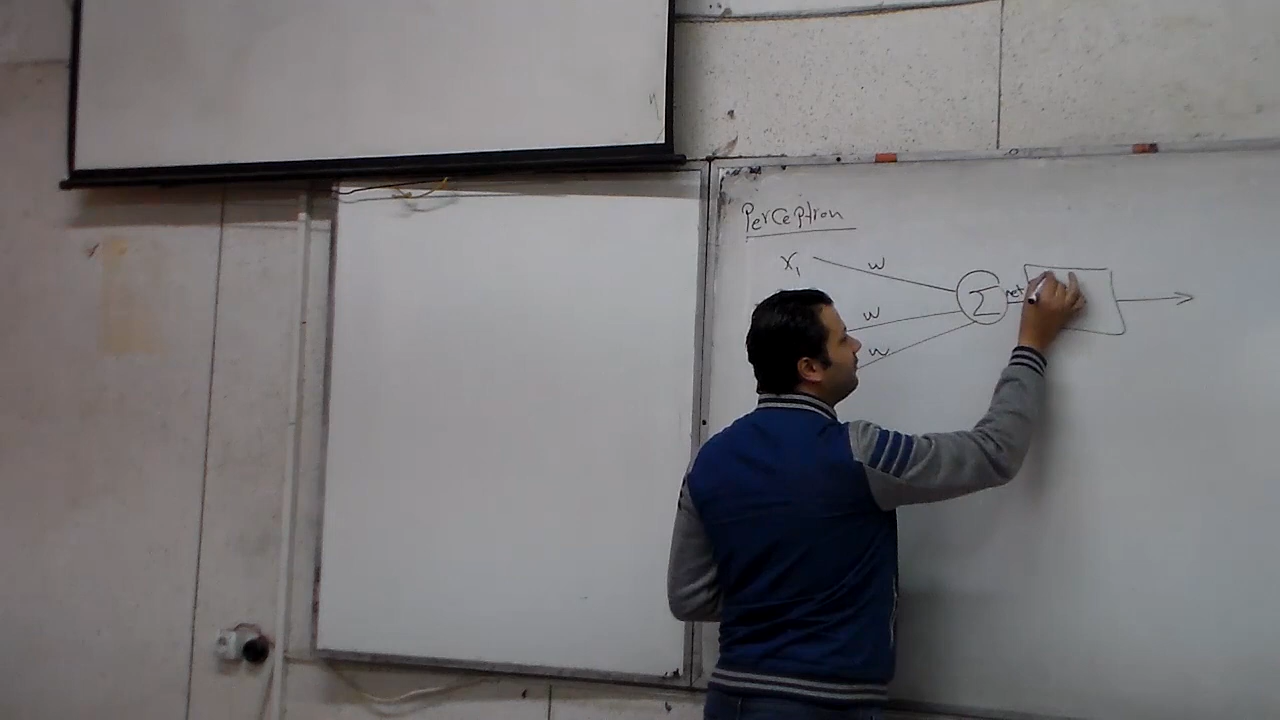 Perceptron
X₁ w
Σ net
w
w